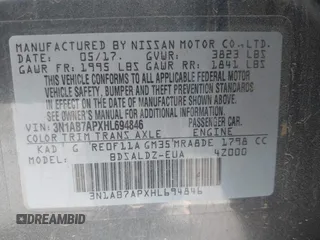 MANUFACTURED BY NISSAN MOTOR CO., LTD.
DATE: 05/17. GVWR: 3823 LBS
GAWR FR: 1995 LBS GAWR RR: 1841 LBS
THIS VEHICLE CONFORMS TO ALL APPLICABLE FEDERAL MOTOR
VEHICLE SAFETY, BUMPER, AND THEFT PREVENTION STANDARDS
IN EFFECT ON THE DATE OF MANUFACTURE SHOWN ABOVE.
SEE OWNER'S MANUAL FOR ADDITIONAL INFORMATION.
VIN: 3N1AB7APXHL694846 PASSENGER CAR
COLOR TRIM TRANS AXLE ENGINE
KAD G RE0F11A GM35 MRA8DE 1798 CC
BDSALDZ-EUA 4Z000
3N1AB7APXHL694846
© AUTOBIDMASTER